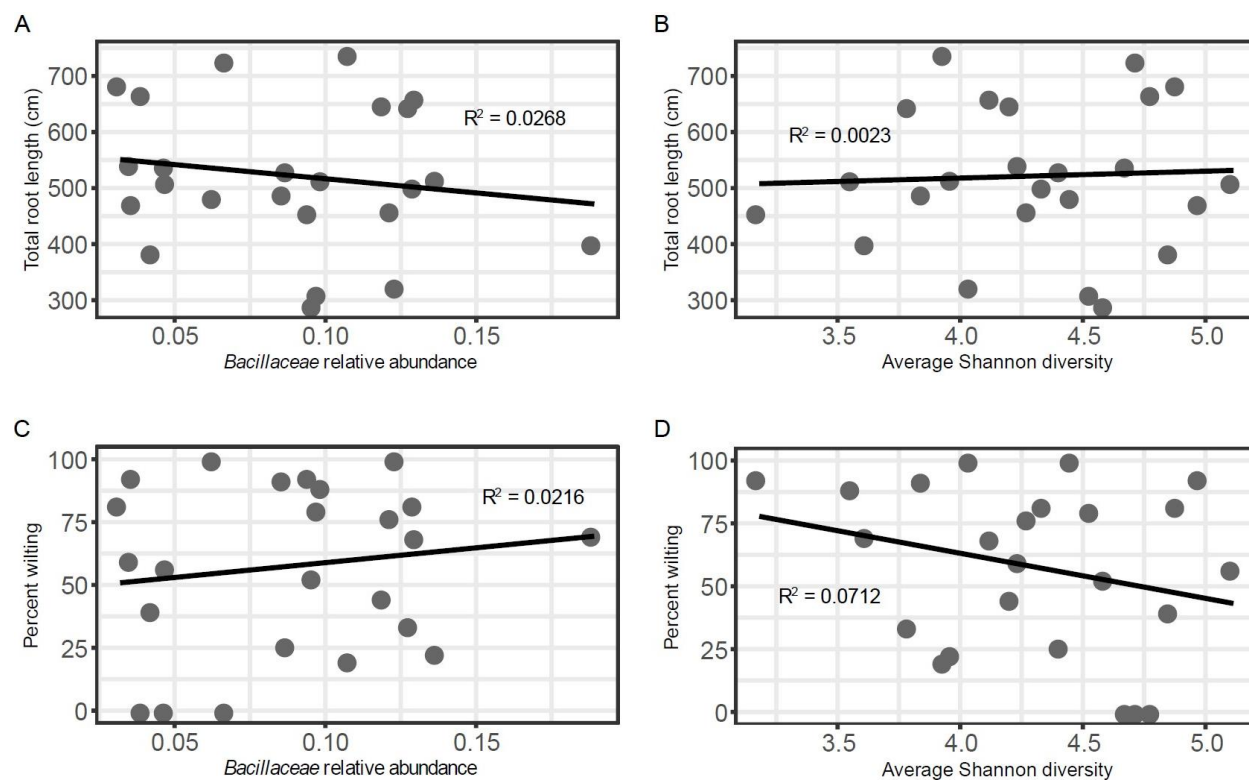 A
Total root length (cm)
700
600
500
400
300
R² = 0.0268
0.05
0.10
0.15
Bacillaceae relative abundance
B
Total root length (cm)
700
600
500
400
300
R² = 0.0023
3.5
4.0
4.5
5.0
Average Shannon diversity
C
Percent wilting
100
75
50
25
0
R² = 0.0216
0.05
0.10
0.15
Bacillaceae relative abundance
D
Percent wilting
100
75
50
25
0
R² = 0.0712
3.5
4.0
4.5
5.0
Average Shannon diversity